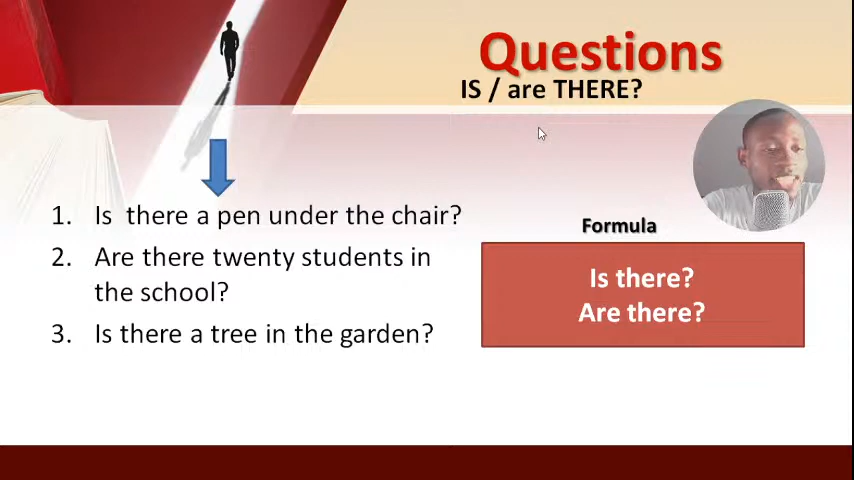 Questions
IS / are THERE?
1. Is there a pen under the chair?
2. Are there twenty students in
the school?
3. Is there a tree in the garden?
Formula
Is there?
Are there?